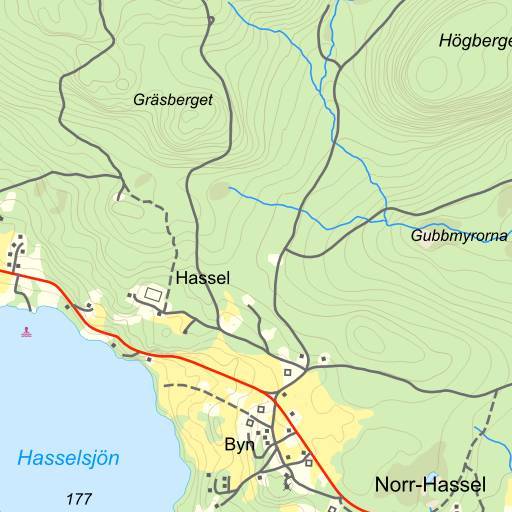 Högberge
Gräsberget
Gubbmyrorna
Hassel
Byn
Hasselsjön
Norr-Hassel
177